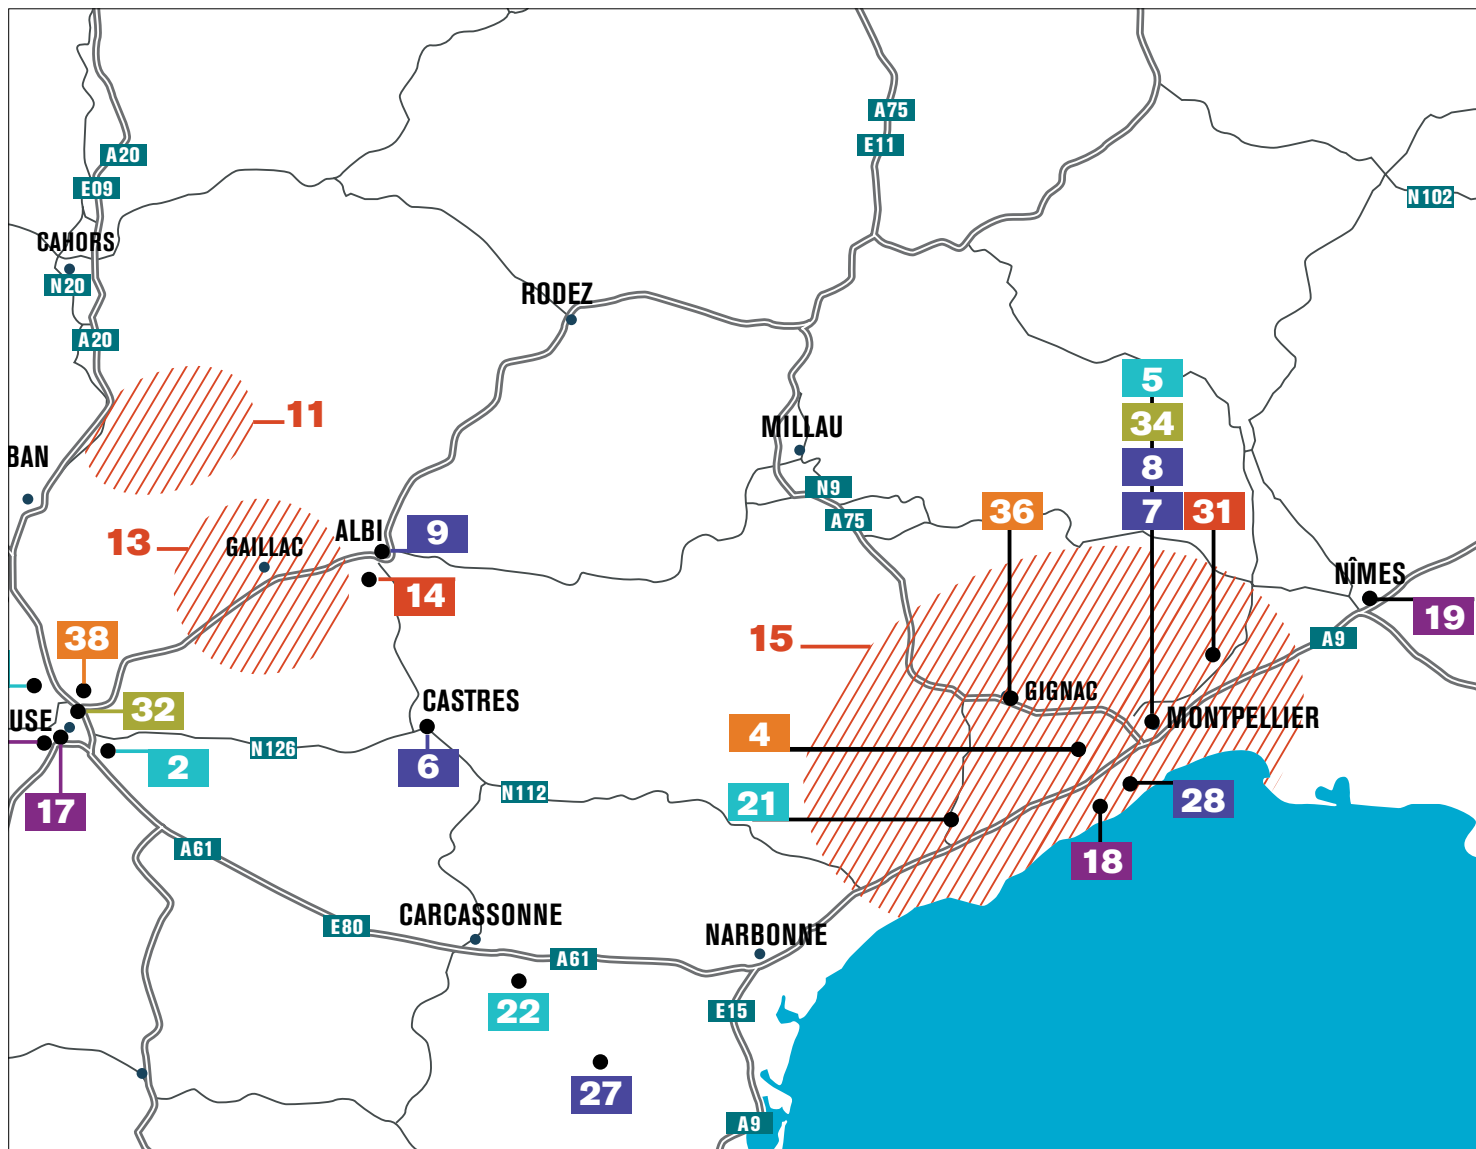 A75
E11
A20
E09
N102
CAHORS
N20
RODEZ
A20
5
11
34
MILLAU
BAN
8
N9
36
7
31
A75
ALBI
9
13
GAILLAC
NÎMES
14
19
38
15
A9
GIGNAC
CASTRES
32
USE
MONTPELLIER
4
N126
2
6
N112
28
21
17
A61
18
CARCASSONNE
E80
NARBONNE
A61
22
E15
27
A9